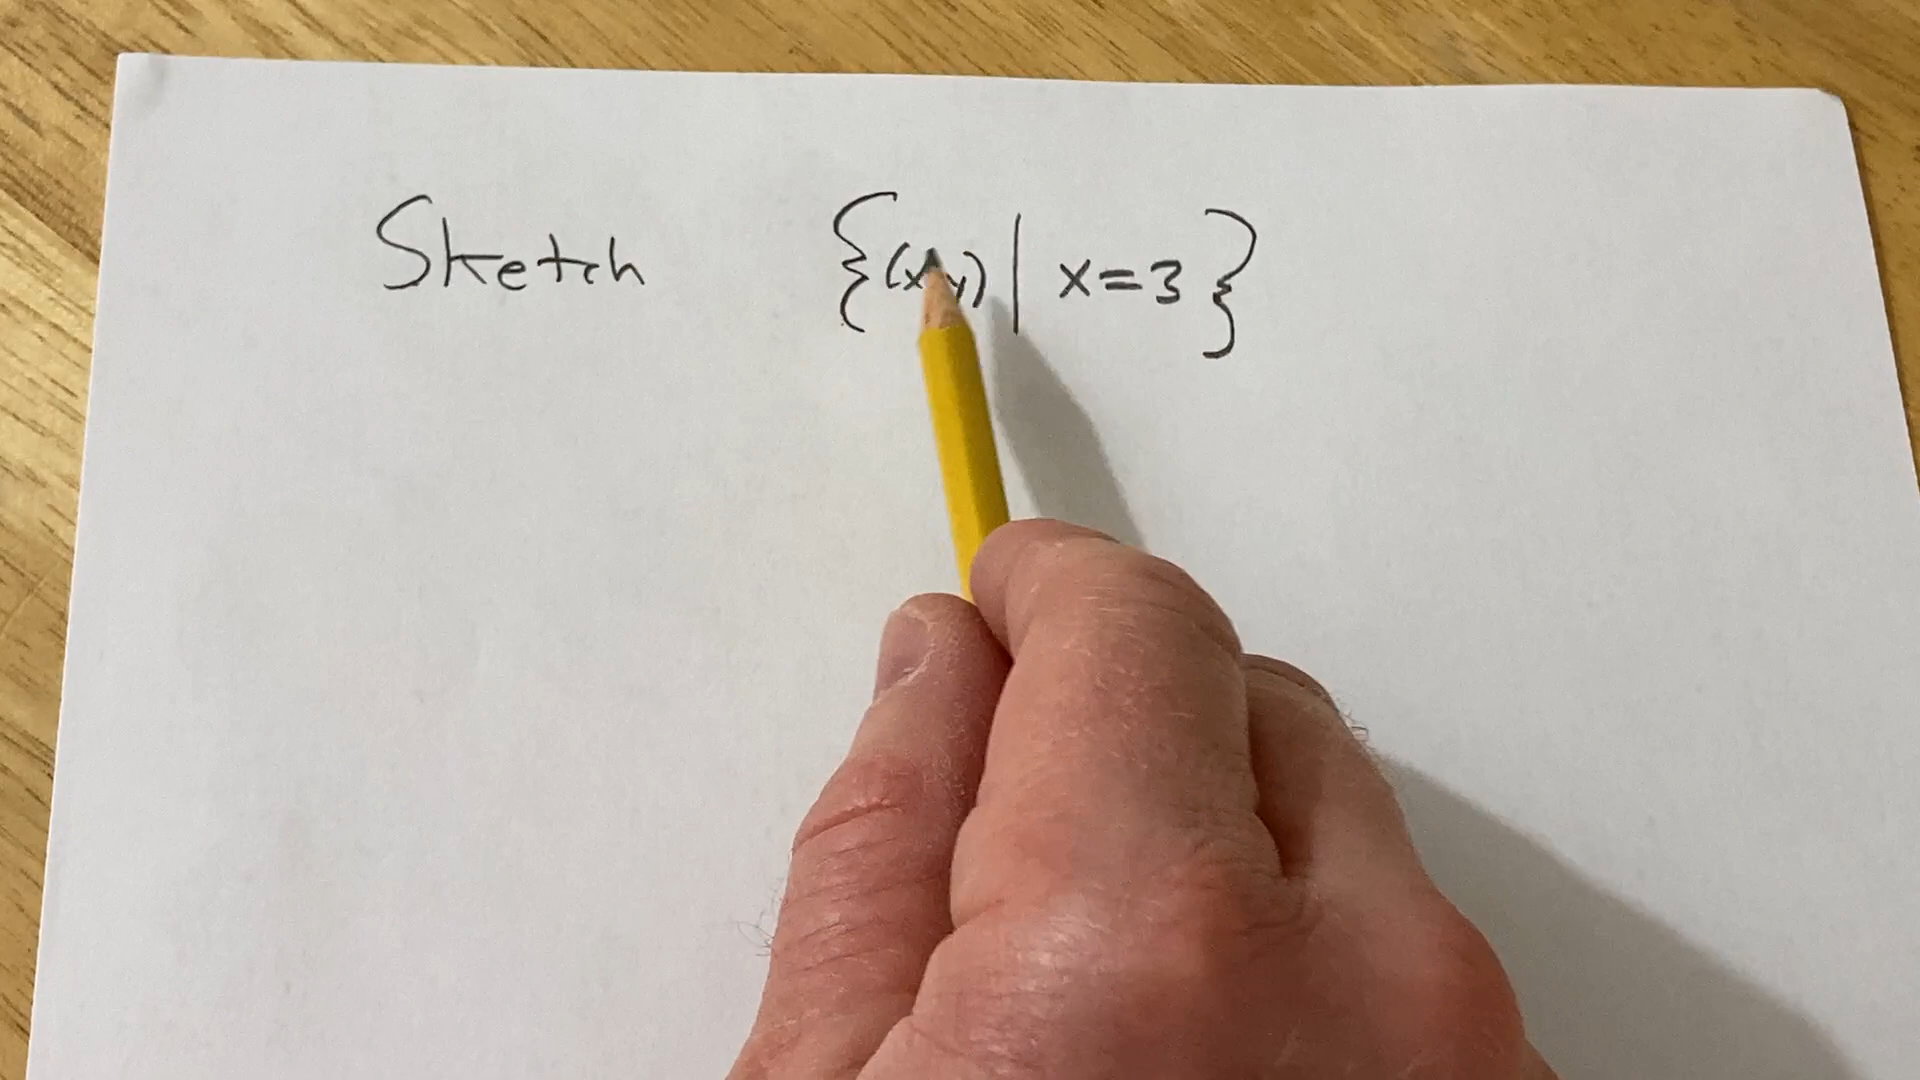 Sketch {(x,y) | x=3}